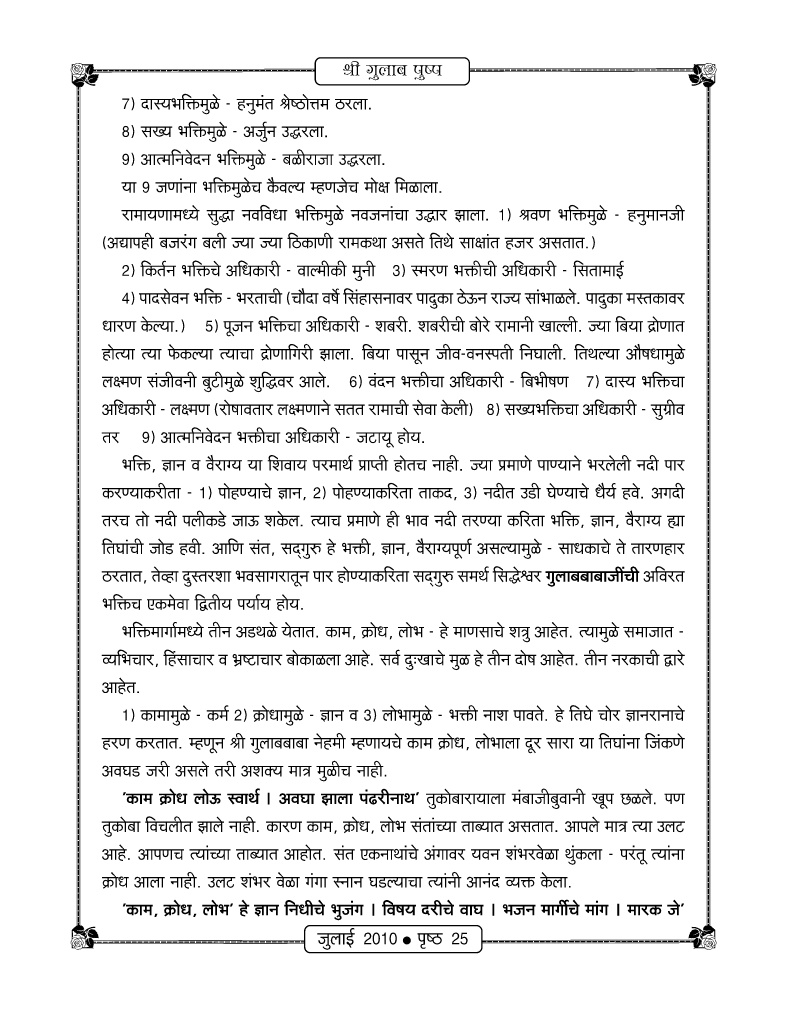 श्री गुलाब पुष्प
7) दास्यभक्तिमुळे - हनुमंत श्रेष्ठोत्तम ठरला.
8) सख्य भक्तिमुळे - अर्जुन उद्धरला.
9) आत्मनिवेदन भक्तिमुळे - बळीराजा उद्धरला.
या 9 जणांना भक्तिमुळेच कैवल्य म्हणजेच मोक्ष मिळाला.
रामायणामध्ये सुद्धा नवविधा भक्तिमुळे नवजनांचा उद्धार झाला. 1) श्रवण भक्तिमुळे - हनुमानजी
(अद्यापही बजरंग बली ज्या ज्या ठिकाणी रामकथा असते तिथे साक्षांत हजर असतात.)
2) किर्तन भक्तिचे अधिकारी - वाल्मीकी मुनी 3) स्मरण भक्तीची अधिकारी - सितामाई
4) पादसेवन भक्ति - भरताची (चौदा वर्षे सिंहासनावर पादुका ठेऊन राज्य सांभाळले. पादुका मस्तकावर
धारण केल्या.) 5) पूजन भक्तिचा अधिकारी - शबरी. शबरीची बोरे रामानी खाल्ली. ज्या बिया द्रोणात
होत्या त्या फेकल्या त्याचा द्रोणागिरी झाला. बिया पासून जीव-वनस्पती निघाली. तिथल्या औषधामुळे
लक्ष्मण संजीवनी बुटीमुळे शुद्धिवर आले. 6) वंदन भक्तीचा अधिकारी - बिभीषण 7) दास्य भक्तिचा
अधिकारी - लक्ष्मण (रोषावतार लक्ष्मणाने सतत रामाची सेवा केली) 8) सख्यभक्तिचा अधिकारी - सुग्रीव
तर 9) आत्मनिवेदन भक्तीचा अधिकारी - जटायू होय.
भक्ति, ज्ञान व वैराग्य या शिवाय परमार्थ प्राप्ती होतच नाही. ज्या प्रमाणे पाण्याने भरलेली नदी पार
करण्याकरीता - 1) पोहण्याचे ज्ञान, 2) पोहण्याकरिता ताकद, 3) नदीत उडी घेण्याचे धैर्य हवे. अगदी
तरच तो नदी पलीकडे जाऊ शकेल. त्याच प्रमाणे ही भाव नदी तरण्या करिता भक्ति, ज्ञान, वैराग्य ह्या
तिघांची जोड हवी. आणि संत, सद्‌गुरु हे भक्ती, ज्ञान, वैराग्यपूर्ण असल्यामुळे - साधकाचे ते तारणहार
ठरतात, तेव्हा दुस्तरशा भवसागरातून पार होण्याकरिता सद्‌गुरु समर्थ सिद्धेश्वर गुलाबबाबाजींची अविरत
भक्तिच एकमेवा द्वितीय पर्याय होय.
भक्तिमार्गामध्ये तीन अडथळे येतात. काम, क्रोध, लोभ - हे माणसाचे शत्रु आहेत. त्यामुळे समाजात -
व्यभिचार, हिंसाचार व भ्रष्टाचार बोकाळला आहे. सर्व दुःखाचे मुळ हे तीन दोष आहेत. तीन नरकाची द्वारे
आहेत.
1) कामामुळे - कर्म 2) क्रोधामुळे - ज्ञान व 3) लोभामुळे - भक्ती नाश पावते. हे तिघे चोर ज्ञानरानाचे
हरण करतात. म्हणून श्री गुलाबबाबा नेहमी म्हणायचे काम क्रोध, लोभाला दूर सारा या तिघांना जिंकणे
अवघड जरी असले तरी अशक्य मात्र मुळीच नाही.
'काम क्रोध लोऊ स्वार्थ । अवघा झाला पंढरीनाथ' तुकोबारायाला मंबाजीबुवानी खूप छळले. पण
तुकोबा विचलीत झाले नाही. कारण काम, क्रोध, लोभ संतांच्या ताब्यात असतात. आपले मात्र त्या उलट
आहे. आपणच त्यांच्या ताब्यात आहोत. संत एकनाथांचे अंगावर यवन शंभरवेळा थुंकला - परंतू त्यांना
क्रोध आला नाही. उलट शंभर वेळा गंगा स्नान घडल्याचा त्यांनी आनंद व्यक्त केला.
'काम, क्रोध, लोभ' हे ज्ञान निधीचे भुजंग । विषय दरीचे वाघ । भजन मार्गीचे मांग । मारक जे'
जुलाई 2010 ● पृष्ठ 25